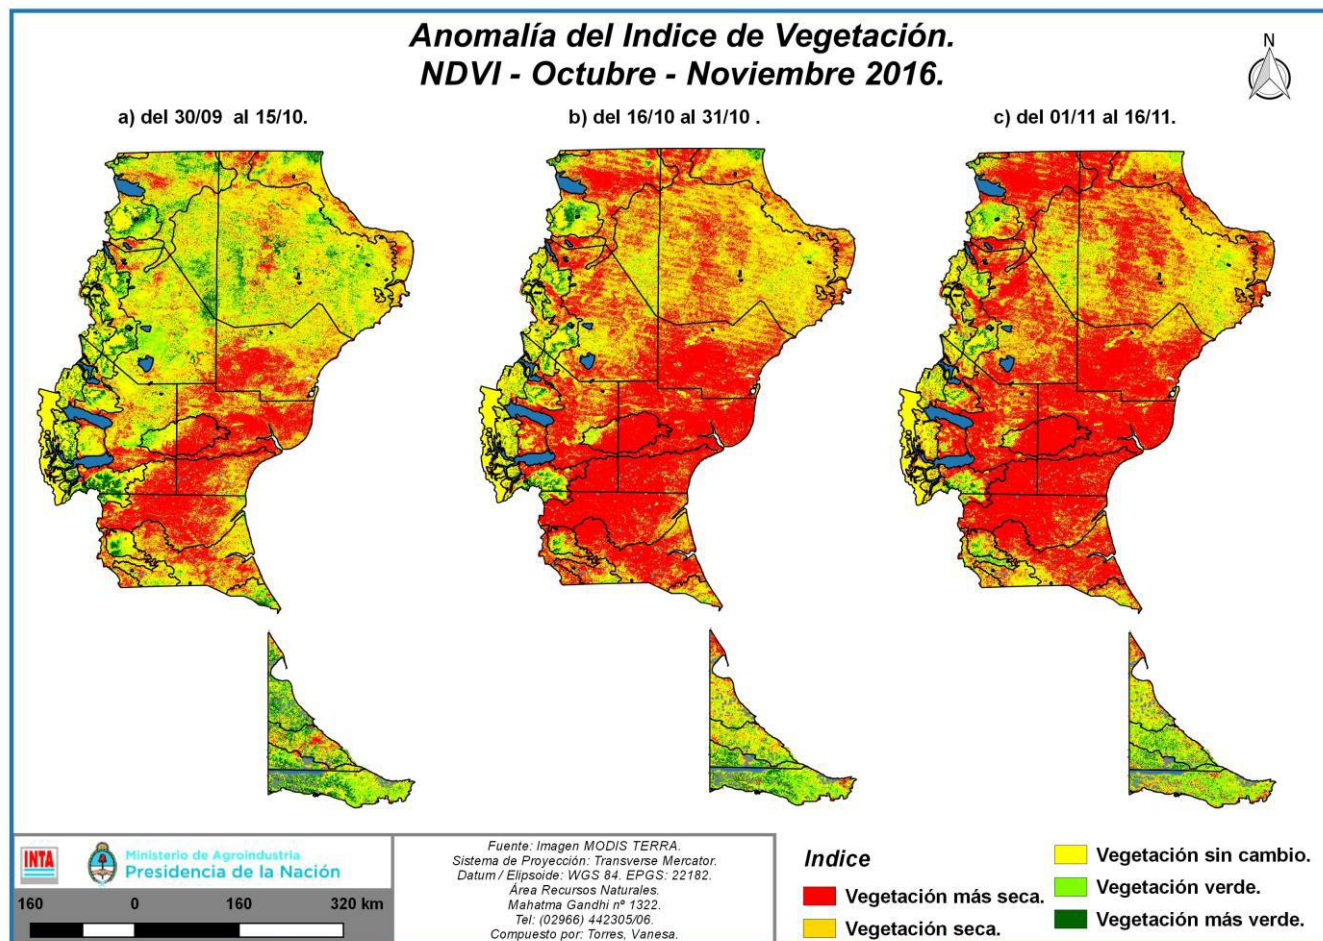 Anomalía del Indice de Vegetación.
NDVI - Octubre - Noviembre 2016.
N
a) del 30/09 al 15/10.
b) del 16/10 al 31/10 .
c) del 01/11 al 16/11.
INTA
Ministerio de Agroindustria
Presidencia de la Nación
160 0 160 320 km
Fuente: Imagen MODIS TERRA.
Sistema de Proyección: Transverse Mercator.
Datum / Elipsoide: WGS 84. EPGS: 22182.
Área Recursos Naturales.
Mahatma Gandhi nº 1322.
Tel: (02966) 442305/06.
Compuesto por: Torres, Vanesa.
Indice
Vegetación más seca.
Vegetación seca.
Vegetación sin cambio.
Vegetación verde.
Vegetación más verde.